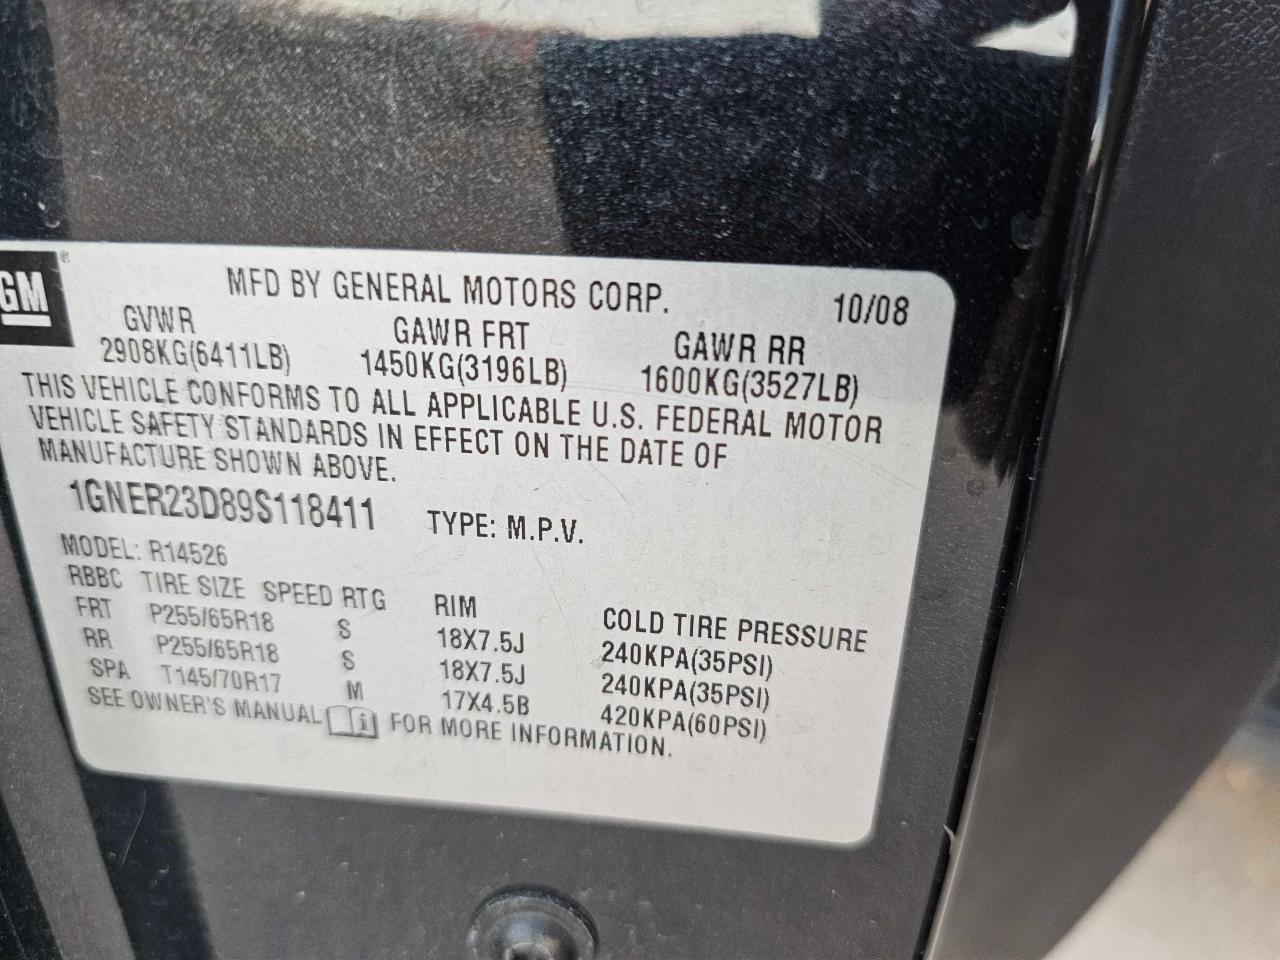 GM®
MFD BY GENERAL MOTORS CORP. 10/08
GVWR GAWR FRT GAWR RR
2908KG(6411LB) 1450KG(3196LB) 1600KG(3527LB)
THIS VEHICLE CONFORMS TO ALL APPLICABLE U.S. FEDERAL MOTOR
VEHICLE SAFETY STANDARDS IN EFFECT ON THE DATE OF
MANUFACTURE SHOWN ABOVE.
1GNER23D89S118411 TYPE: M.P.V.
MODEL: R14526
RBBC TIRE SIZE SPEED RTG RIM COLD TIRE PRESSURE
FRT P255/65R18 S 18X7.5J 240KPA(35PSI)
RR P255/65R18 S 18X7.5J 240KPA(35PSI)
SPA T145/70R17 M 17X4.5B 420KPA(60PSI)
SEE OWNER'S MANUAL i FOR MORE INFORMATION.